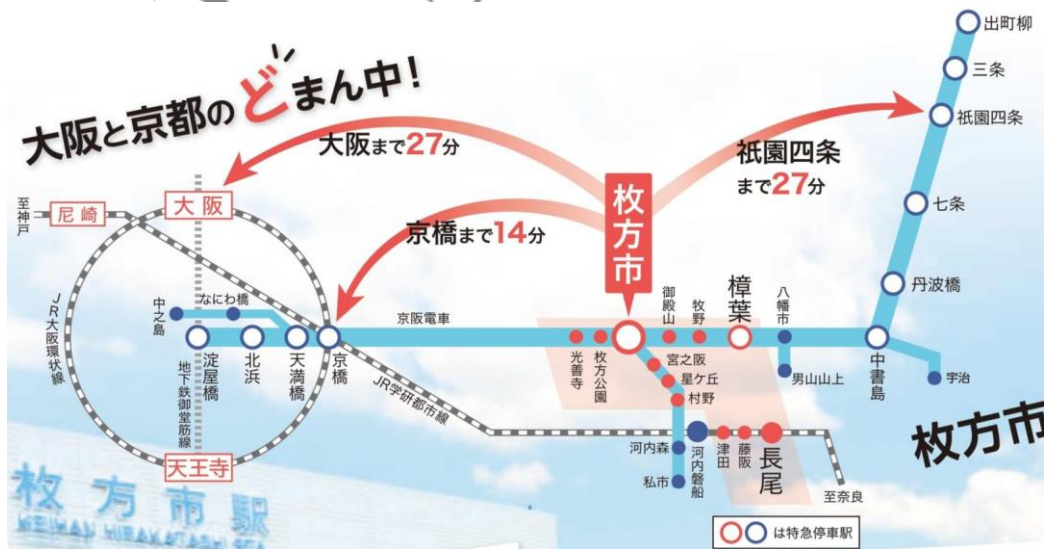 大阪と京都のどまん中!
大阪まで27分
京橋まで14分
祇園四条
まで27分
枚方市
出町柳
三条
祇園四条
七条
丹波橋
中書島
宇治
八幡市
男山山上
樟葉
牧野
御殿山
宮之阪
星ケ丘
村野
河内森
私市
枚方公園
光善寺
京阪電車
京橋
天満橋
北浜
淀屋橋
なにわ橋
中之島
大阪
尼崎
至神戸
JR大阪環状線
地下鉄御堂筋線
天王寺
JR学研都市線
河内磐船
津田
藤阪
長尾
至奈良
枚方市
は特急停車駅
枚方市駅